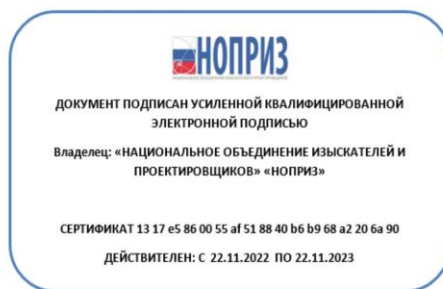 НОПРИЗ
ДОКУМЕНТ ПОДПИСАН УСИЛЕННОЙ КВАЛИФИЦИРОВАННОЙ
ЭЛЕКТРОННОЙ ПОДПИСЬЮ
Владелец: «НАЦИОНАЛЬНОЕ ОБЪЕДИНЕНИЕ ИЗЫСКАТЕЛЕЙ И
ПРОЕКТИРОВЩИКОВ» «НОПРИЗ»
СЕРТИФИКАТ 13 17 e5 86 00 55 af 51 88 40 b6 b9 68 a2 20 6a 90
ДЕЙСТВИТЕЛЕН: С 22.11.2022 ПО 22.11.2023